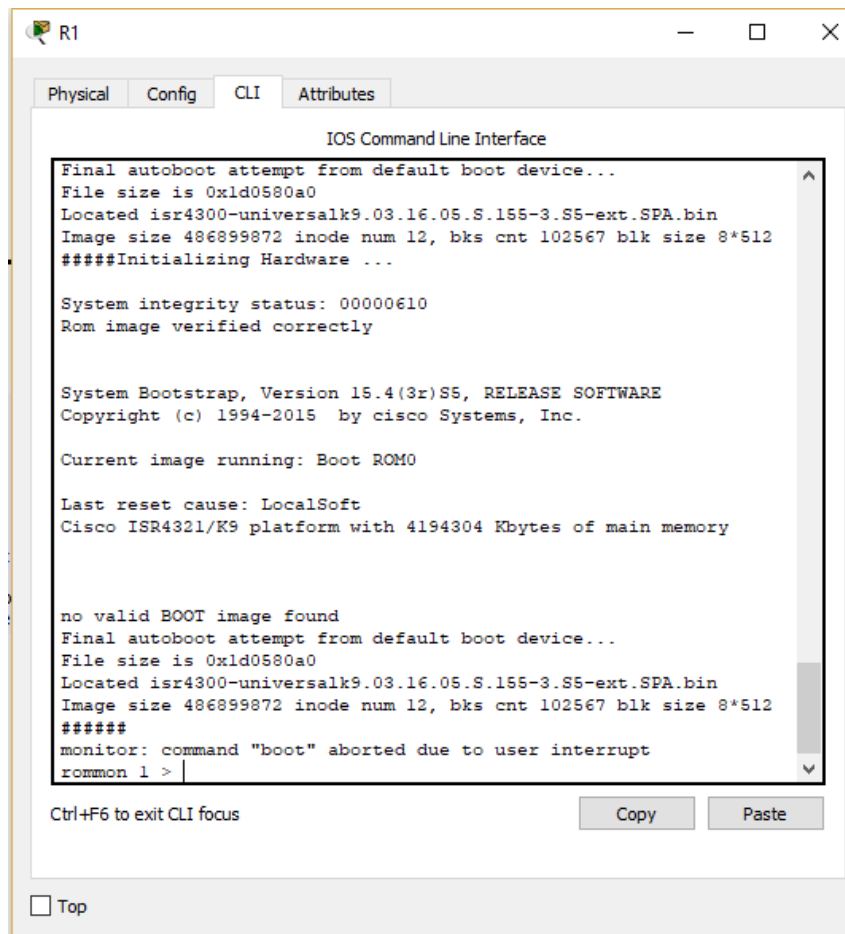 R1
Physical Config CLI Attributes
IOS Command Line Interface
Final autoboot attempt from default boot device...
File size is 0x1d0580a0
Located isr4300-universalk9.03.16.05.S.155-3.S5-ext.SPA.bin
Image size 486899872 inode num 12, bks cnt 102567 blk size 8*512
#####Initializing Hardware ...
System integrity status: 00000610
Rom image verified correctly
System Bootstrap, Version 15.4(3r)S5, RELEASE SOFTWARE
Copyright (c) 1994-2015  by cisco Systems, Inc.
Current image running: Boot ROM0
Last reset cause: LocalSoft
Cisco ISR4321/K9 platform with 4194304 Kbytes of main memory
no valid BOOT image found
Final autoboot attempt from default boot device...
File size is 0x1d0580a0
Located isr4300-universalk9.03.16.05.S.155-3.S5-ext.SPA.bin
Image size 486899872 inode num 12, bks cnt 102567 blk size 8*512
######
monitor: command "boot" aborted due to user interrupt
rommon 1 >
Ctrl+F6 to exit CLI focus
Copy Paste
Top